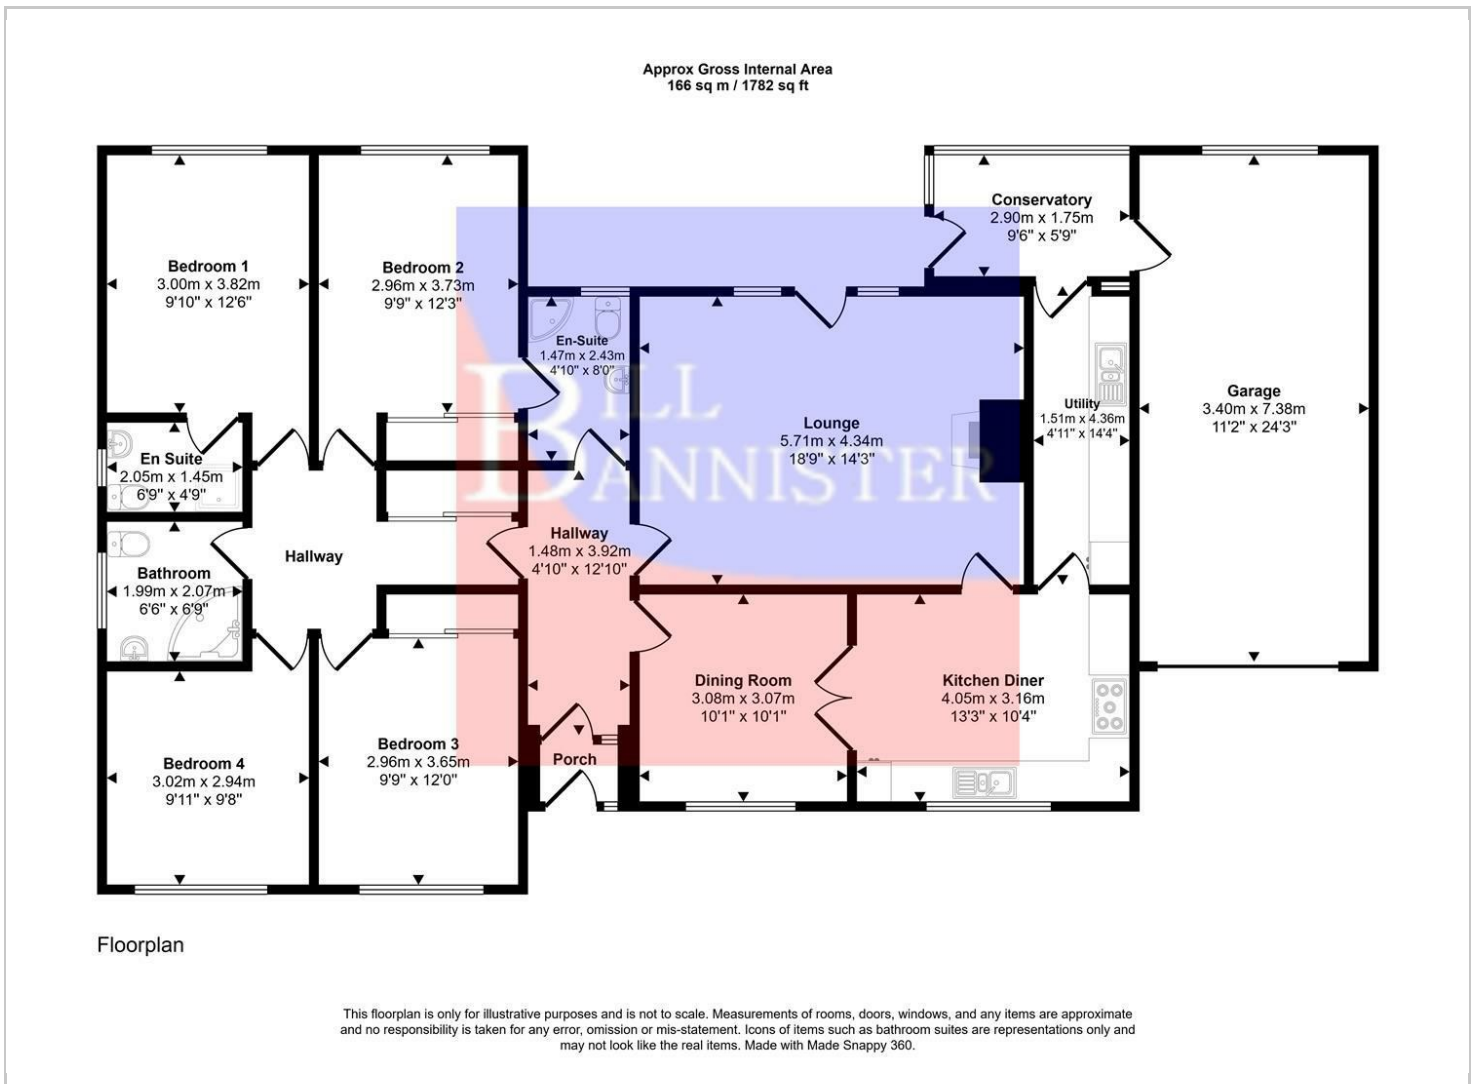 Approx Gross Internal Area
166 sq m / 1782 sq ft
Bedroom 1
3.00m x 3.82m
9'10" x 12'6"
Bedroom 2
2.96m x 3.73m
9'9" x 12'3"
En-Suite
1.47m x 2.43m
4'10" x 8'0"
Conservatory
2.90m x 1.75m
9'6" x 5'9"
Lounge
5.71m x 4.34m
18'9" x 14'3"
Utility
1.51m x 4.36m
4'11" x 14'4"
Garage
3.40m x 7.38m
11'2" x 24'3"
BILL
BANNISTER
En Suite
2.05m x 1.45m
6'9" x 4'9"
Hallway
Hallway
1.48m x 3.92m
4'10" x 12'10"
Bathroom
1.99m x 2.07m
6'6" x 6'9"
Bedroom 4
3.02m x 2.94m
9'11" x 9'8"
Bedroom 3
2.96m x 3.65m
9'9" x 12'0"
Porch
Dining Room
3.08m x 3.07m
10'1" x 10'1"
Kitchen Diner
4.05m x 3.16m
13'3" x 10'4"
Floorplan
This floorplan is only for illustrative purposes and is not to scale. Measurements of rooms, doors, windows, and any items are approximate
and no responsibility is taken for any error, omission or mis-statement. Icons of items such as bathroom suites are representations only and
may not look like the real items. Made with Made Snappy 360.